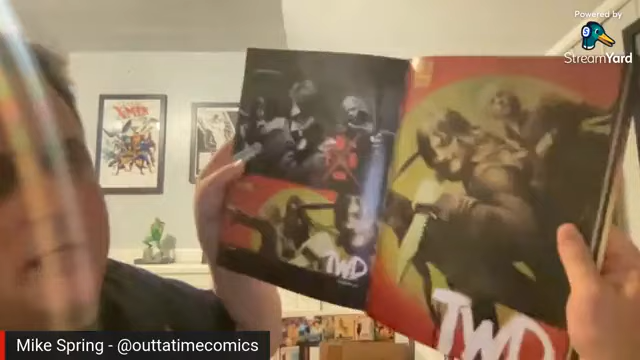 Powered by
StreamYard
X-MEN
TWD
TWD
Mike Spring - @outtatimecomics